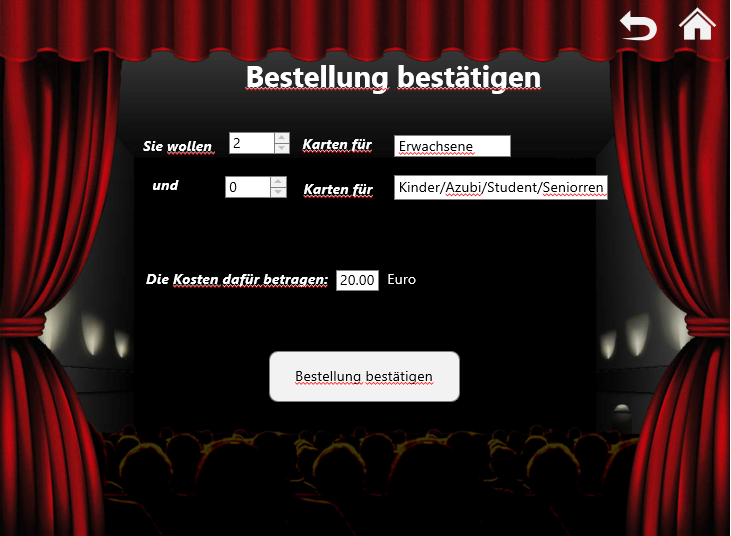 Bestellung bestätigen
Sie wollen 2 Karten für Erwachsene
und 0 Karten für Kinder/Azubi/Student/Seniorren
Die Kosten dafür betragen: 20.00 Euro
Bestellung bestätigen